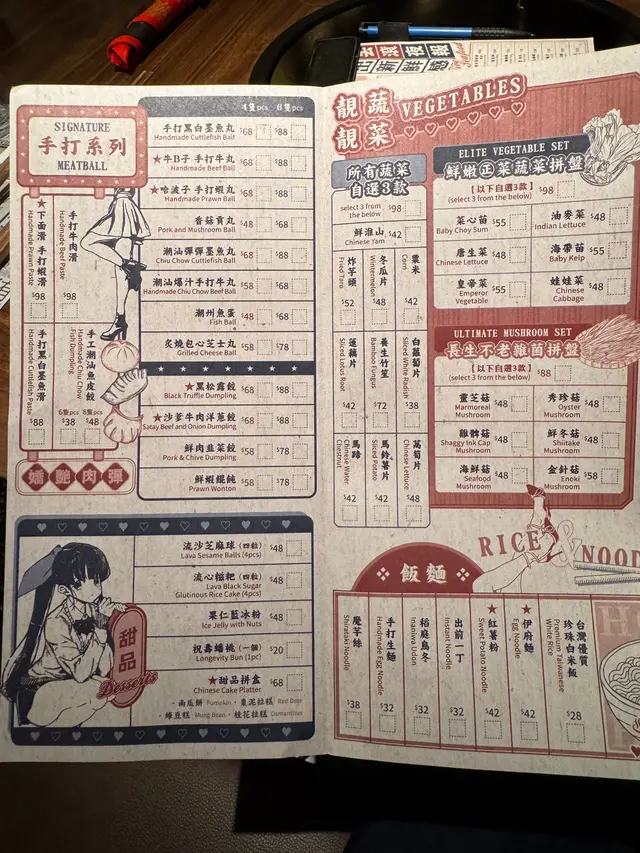 SIGNATURE
手打系列
MEATBALL
4隻pcs 6隻pcs
手打黑白墨魚丸 $68 $88
Handmade Cuttlefish Ball
★牛B子 手打牛丸 $68 $88
Handmade Beef Ball
★哈波子 手打蝦丸 $68 $88
Handmade Prawn Ball
香菇貢丸 $48 $68
Pork and Mushroom Ball
潮汕彈彈墨魚丸 $68 $88
Chiu Chow Cuttlefish Ball
潮汕爆汁手打牛丸 $58 $88
Handmade Chiu Chow Beef Ball
潮州魚蛋 $48 $68
Fish Ball
炙燒包心芝士丸 $58 $78
Grilled Cheese Ball
★黑松露餃 $68 $88
Black Truffle Dumpling
★沙爹牛肉洋蔥餃 $68 $88
Satay Beef and Onion Dumpling
鮮肉韭菜餃 $58 $78
Pork & Chive Dumpling
鮮蝦餛飩 $58 $78
Prawn Wonton
★下面滑 手打蝦滑
Handmade Prawn Paste
$98
手打牛肉滑
Handmade Beef Paste
$98
手打黑白墨魚滑
Handmade Cuttlefish Paste
$88
手工潮汕魚皮餃
Handmade Chiu Chow Fish Dumpling
6隻pcs 8隻pcs
$38 $48
嬌艷肉彈
流沙芝麻球 (四粒) $48
Lava Sesame Balls (4pcs)
流心糍粑 (四粒) $48
Lava Black Sugar
Glutinous Rice Cake (4pcs)
果仁藍冰粉 $48
Ice Jelly with Nuts
祝壽蟠桃 (一個) $20
Longevity Bun (1pc)
★甜品拼盒 $68
Chinese Cake Platter
・南瓜餅 Pumpkin ・棗泥拉糕 Red Date
・綠豆糕 Mung Bean ・桂花拉糕 Osmanthus
甜品
Desserts
靚蔬
靚菜
VEGETABLES
所有蔬菜
自選3款
select 3 from
the below
$98
鮮淮山 $42
Chinese Yam
炸芋頭
Fried Taro
$52
冬瓜片
Wintermelon
$48
粟米
Corn
$42
蓮藕片
Sliced Lotus Root
$42
養生竹笙
Bamboo Fungus
$72
白蘿蔔片
Sliced White Radish
$38
馬蹄
Chinese Water Chestnut
$42
馬鈴薯片
Sliced Potato
$42
萵筍片
Chinese Lettuce
$48
ELITE VEGETABLE SET
鮮嫩正菜蔬菜拼盤
【以下自選3款】
(select 3 from the below)
$98
菜心苗 $55
Baby Choy Sum
油麥菜 $48
Indian Lettuce
唐生菜 $48
Chinese Lettuce
海帶苗 $55
Baby Kelp
皇帝菜 $55
Emperor
Vegetable
娃娃菜 $48
Chinese
Cabbage
ULTIMATE MUSHROOM SET
長生不老雜菌拼盤
【以下自選3款】
(select 3 from the below)
$88
靈芝菇 $48
Marmoreal
Mushroom
秀珍菇 $48
Oyster
Mushroom
雞髀菇 $48
Shaggy Ink Cap
Mushroom
鮮冬菇 $48
Shiitake
Mushroom
海鮮菇 $48
Seafood
Mushroom
金針菇 $58
Enoki
Mushroom
RICE & NOOD
飯麵
魔芋絲
Shirataki Noodle
$38
手打生麵
Handmade Egg Noodle
$32
稻庭烏冬
Inaniwa Udon
$42
出前一丁
Instant Noodle
$32
★紅薯粉
Sweet Potato Noodle
$42
★伊府麵
Egg Noodle
$42
台灣優質
珍珠白米飯
Premium Taiwanese
White Rice
$28